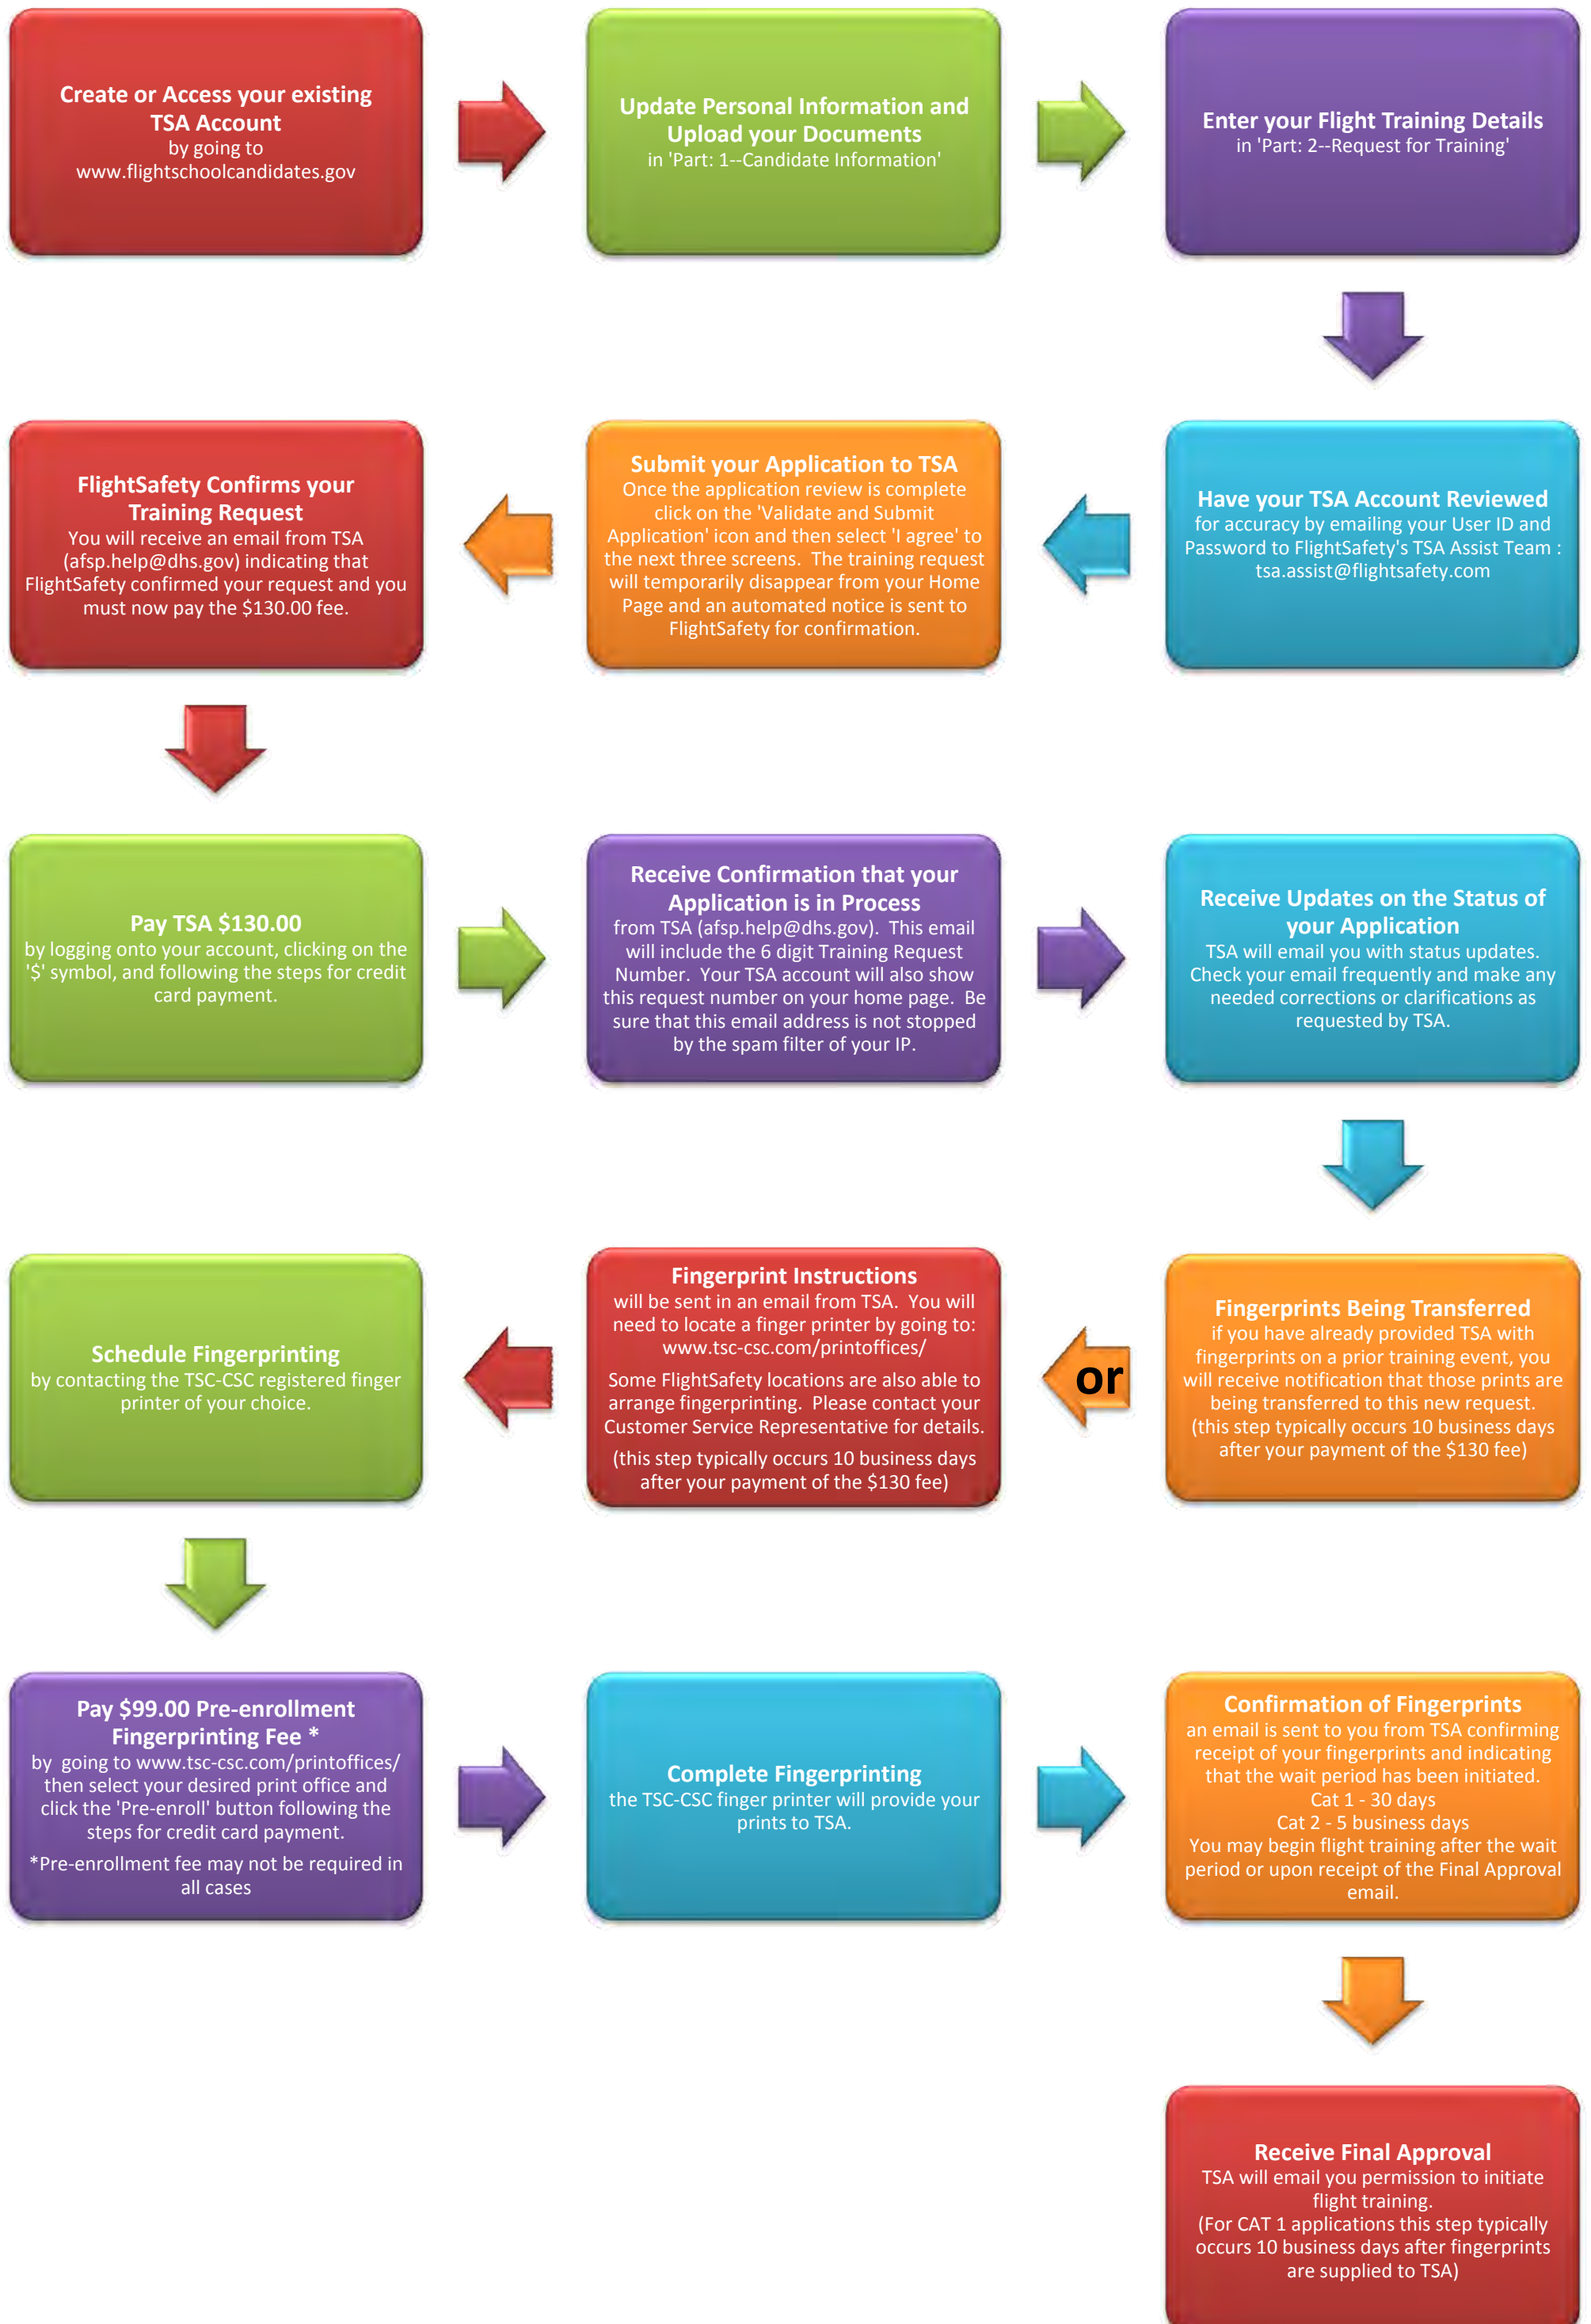 Create or Access your existing
TSA Account
by going to
www.flightschoolcandidates.gov
Update Personal Information and
Upload your Documents
in 'Part: 1--Candidate Information'
Enter your Flight Training Details
in 'Part: 2--Request for Training'
Have your TSA Account Reviewed
for accuracy by emailing your User ID and
Password to FlightSafety's TSA Assist Team :
tsa.assist@flightsafety.com
Submit your Application to TSA
Once the application review is complete
click on the 'Validate and Submit
Application' icon and then select 'I agree' to
the next three screens.  The training request
will temporarily disappear from your Home
Page and an automated notice is sent to
FlightSafety for confirmation.
FlightSafety Confirms your
Training Request
You will receive an email from TSA
(afsp.help@dhs.gov) indicating that
FlightSafety confirmed your request and you
must now pay the $130.00 fee.
Pay TSA $130.00
by logging onto your account, clicking on the
'$' symbol, and following the steps for credit
card payment.
Receive Confirmation that your
Application is in Process
from TSA (afsp.help@dhs.gov).  This email
will include the 6 digit Training Request
Number.  Your TSA account will also show
this request number on your home page.  Be
sure that this email address is not stopped
by the spam filter of your IP.
Receive Updates on the Status of
your Application
TSA will email you with status updates.
Check your email frequently and make any
needed corrections or clarifications as
requested by TSA.
Fingerprints Being Transferred
if you have already provided TSA with
fingerprints on a prior training event, you
will receive notification that those prints are
being transferred to this new request.
(this step typically occurs 10 business days
after your payment of the $130 fee)
or
Fingerprint Instructions
will be sent in an email from TSA.  You will
need to locate a finger printer by going to:
www.tsc-csc.com/printoffices/
Some FlightSafety locations are also able to
arrange fingerprinting.  Please contact your
Customer Service Representative for details.
(this step typically occurs 10 business days
after your payment of the $130 fee)
Schedule Fingerprinting
by contacting the TSC-CSC registered finger
printer of your choice.
Pay $99.00 Pre-enrollment
Fingerprinting Fee *
by  going to www.tsc-csc.com/printoffices/
then select your desired print office and
click the 'Pre-enroll' button following the
steps for credit card payment.
*Pre-enrollment fee may not be required in
all cases
Complete Fingerprinting
the TSC-CSC finger printer will provide your
prints to TSA.
Confirmation of Fingerprints
an email is sent to you from TSA confirming
receipt of your fingerprints and indicating
that the wait period has been initiated.
Cat 1 - 30 days
Cat 2 - 5 business days
You may begin flight training after the wait
period or upon receipt of the Final Approval
email.
Receive Final Approval
TSA will email you permission to initiate
flight training.
(For CAT 1 applications this step typically
occurs 10 business days after fingerprints
are supplied to TSA)